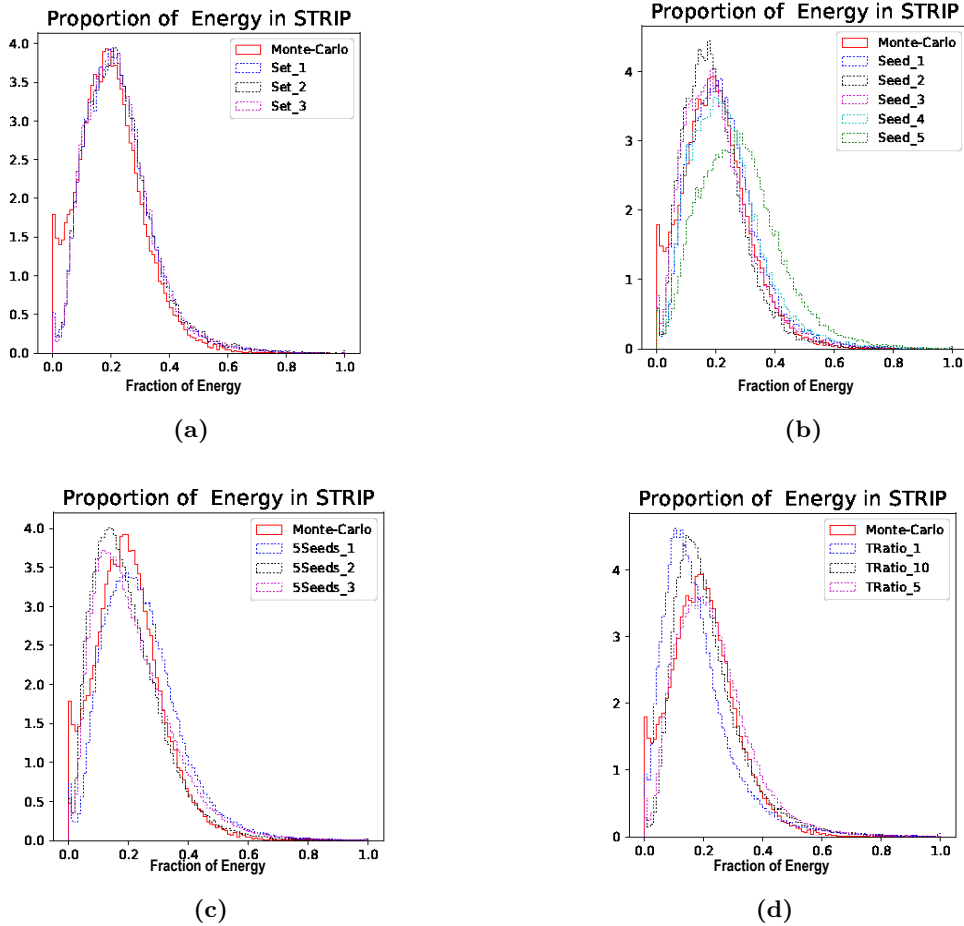 Proportion of Energy in STRIP
4.0
3.5
3.0
2.5
2.0
1.5
1.0
0.5
0.0
0.0 0.2 0.4 0.6 0.8 1.0
Fraction of Energy
Monte-Carlo
Set_1
Set_2
Set_3
(a)
Proportion of Energy in STRIP
4
3
2
1
0
0.0 0.2 0.4 0.6 0.8 1.0
Fraction of Energy
Monte-Carlo
Seed_1
Seed_2
Seed_3
Seed_4
Seed_5
(b)
Proportion of Energy in STRIP
4.0
3.5
3.0
2.5
2.0
1.5
1.0
0.5
0.0
0.0 0.2 0.4 0.6 0.8 1.0
Fraction of Energy
Monte-Carlo
5Seeds_1
5Seeds_2
5Seeds_3
(c)
Proportion of Energy in STRIP
4
3
2
1
0
0.0 0.2 0.4 0.6 0.8 1.0
Fraction of Energy
Monte-Carlo
TRatio_1
TRatio_10
TRatio_5
(d)